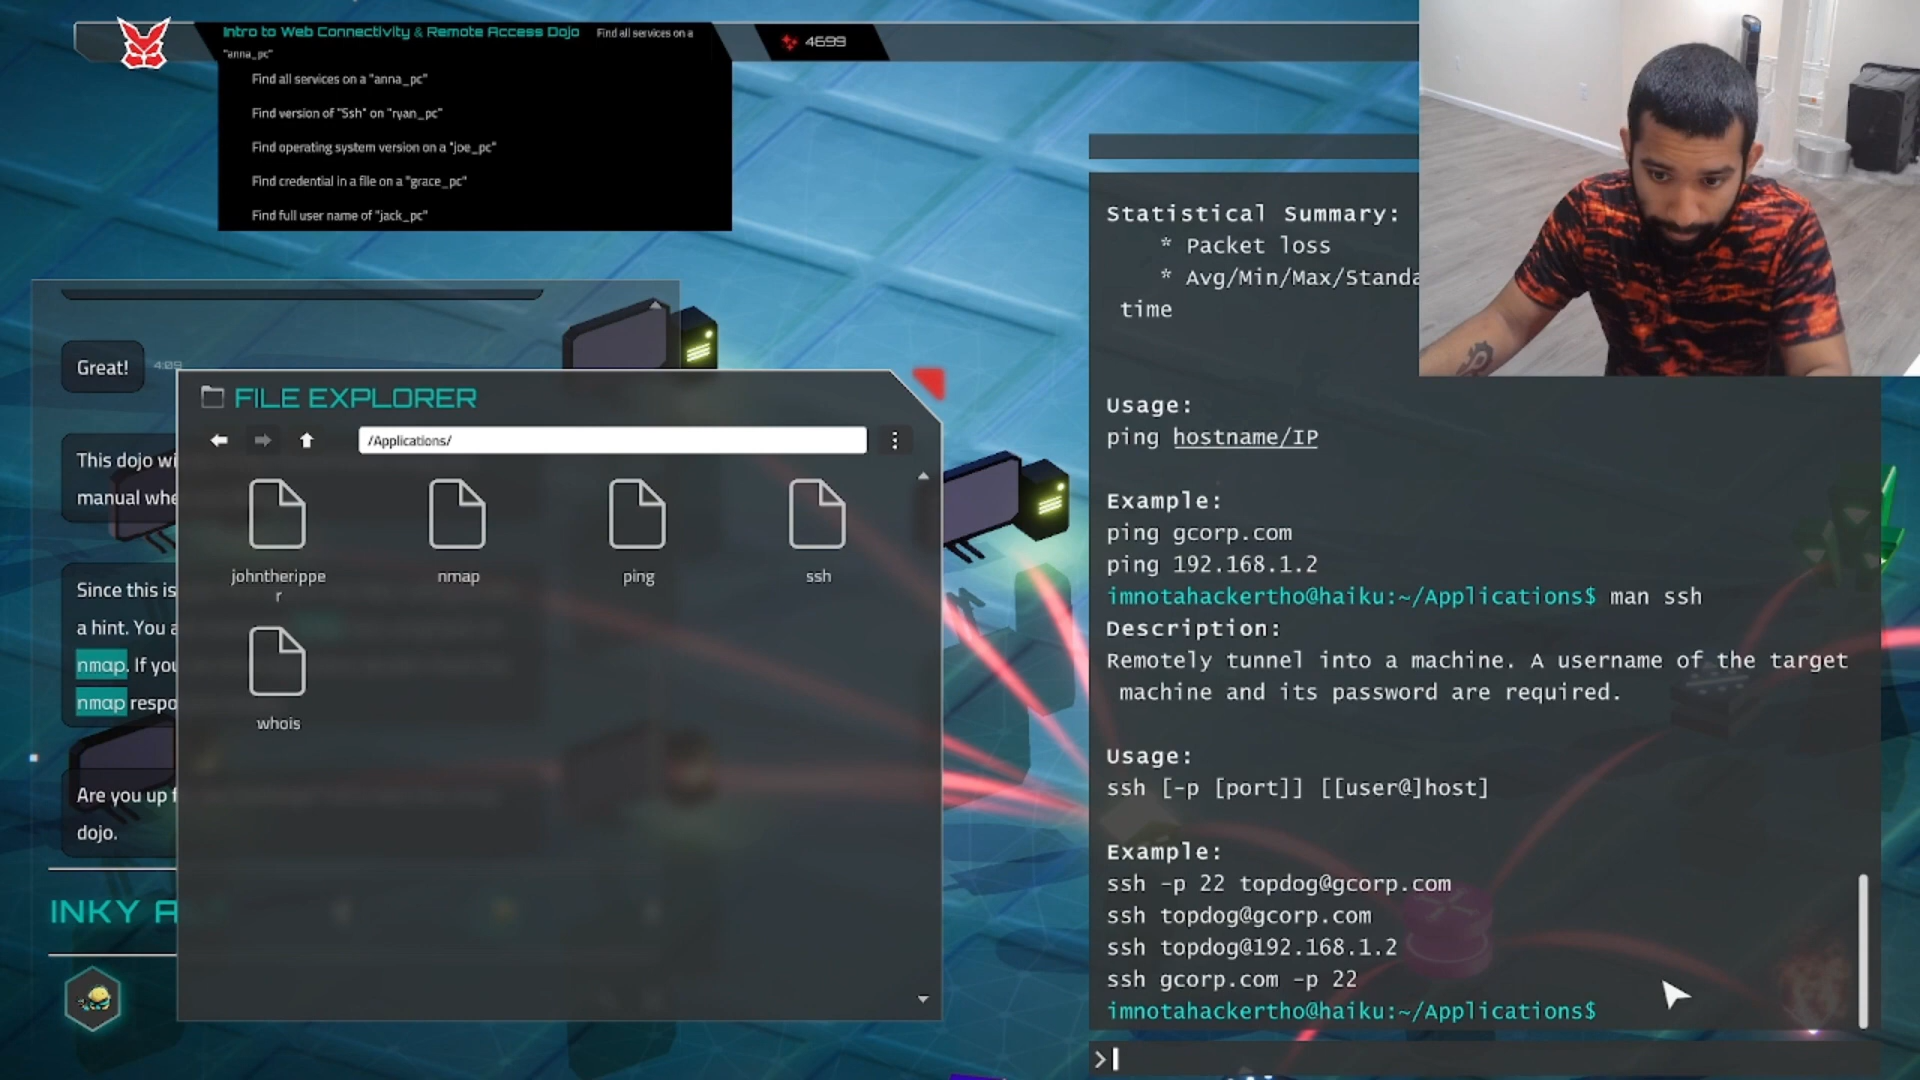 Intro to Web Connectivity & Remote Access Dojo Find all services on a
"anna_pc"
Find all services on a "anna_pc"
Find version of "Ssh" on "ryan_pc"
Find operating system version on a "joe_pc"
Find credential in a file on a "grace_pc"
Find full user name of "jack_pc"
4699
Great! 4:09
This dojo wi
manual whe
Since this is
a hint. You a
nmap. If you
nmap respo
Are you up f
dojo.
INKY A
FILE EXPLORER
/Applications/
johntherippe
r
nmap
ping
ssh
whois
Statistical Summary:
* Packet loss
* Avg/Min/Max/Standa
time
Usage:
ping hostname/IP
Example:
ping gcorp.com
ping 192.168.1.2
imnotahackertho@haiku:~/Applications$ man ssh
Description:
Remotely tunnel into a machine. A username of the target
machine and its password are required.
Usage:
ssh [-p [port]] [[user@]host]
Example:
ssh -p 22 topdog@gcorp.com
ssh topdog@gcorp.com
ssh topdog@192.168.1.2
ssh gcorp.com -p 22
imnotahackertho@haiku:~/Applications$
>